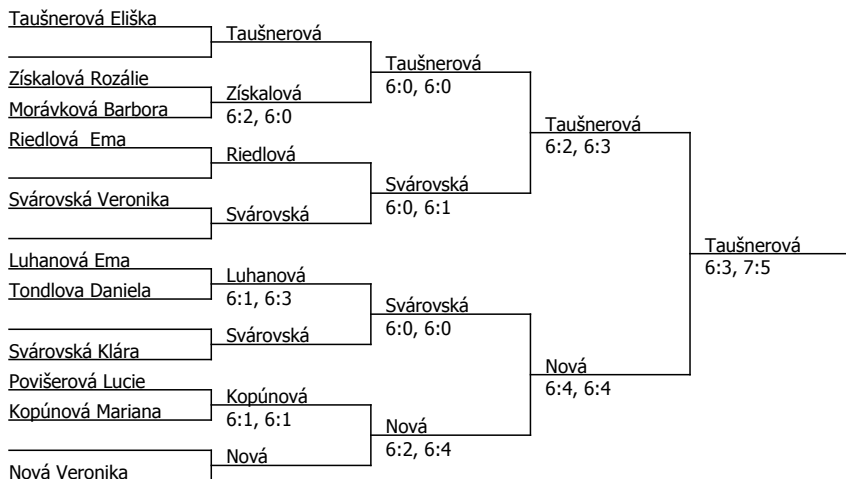 Taušnerová Eliška
Taušnerová
Taušnerová
6:0, 6:0
Získalová Rozálie
Získalová
6:2, 6:0
Morávková Barbora
Taušnerová
6:2, 6:3
Riedlová  Ema
Riedlová
Svárovská
6:0, 6:1
Svárovská Veronika
Svárovská
Taušnerová
6:3, 7:5
Luhanová Ema
Luhanová
6:1, 6:3
Tondlova Daniela
Svárovská
6:0, 6:0
Svárovská
Svárovská Klára
Nová
6:4, 6:4
Povišerová Lucie
Kopúnová
6:1, 6:1
Kopúnová Mariana
Nová
6:2, 6:4
Nová
Nová Veronika